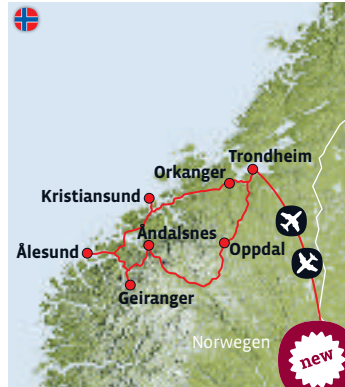 Trondheim
Orkanger
Kristiansund
Åndalsnes
Ålesund
Oppdal
Geiranger
Norwegen
new